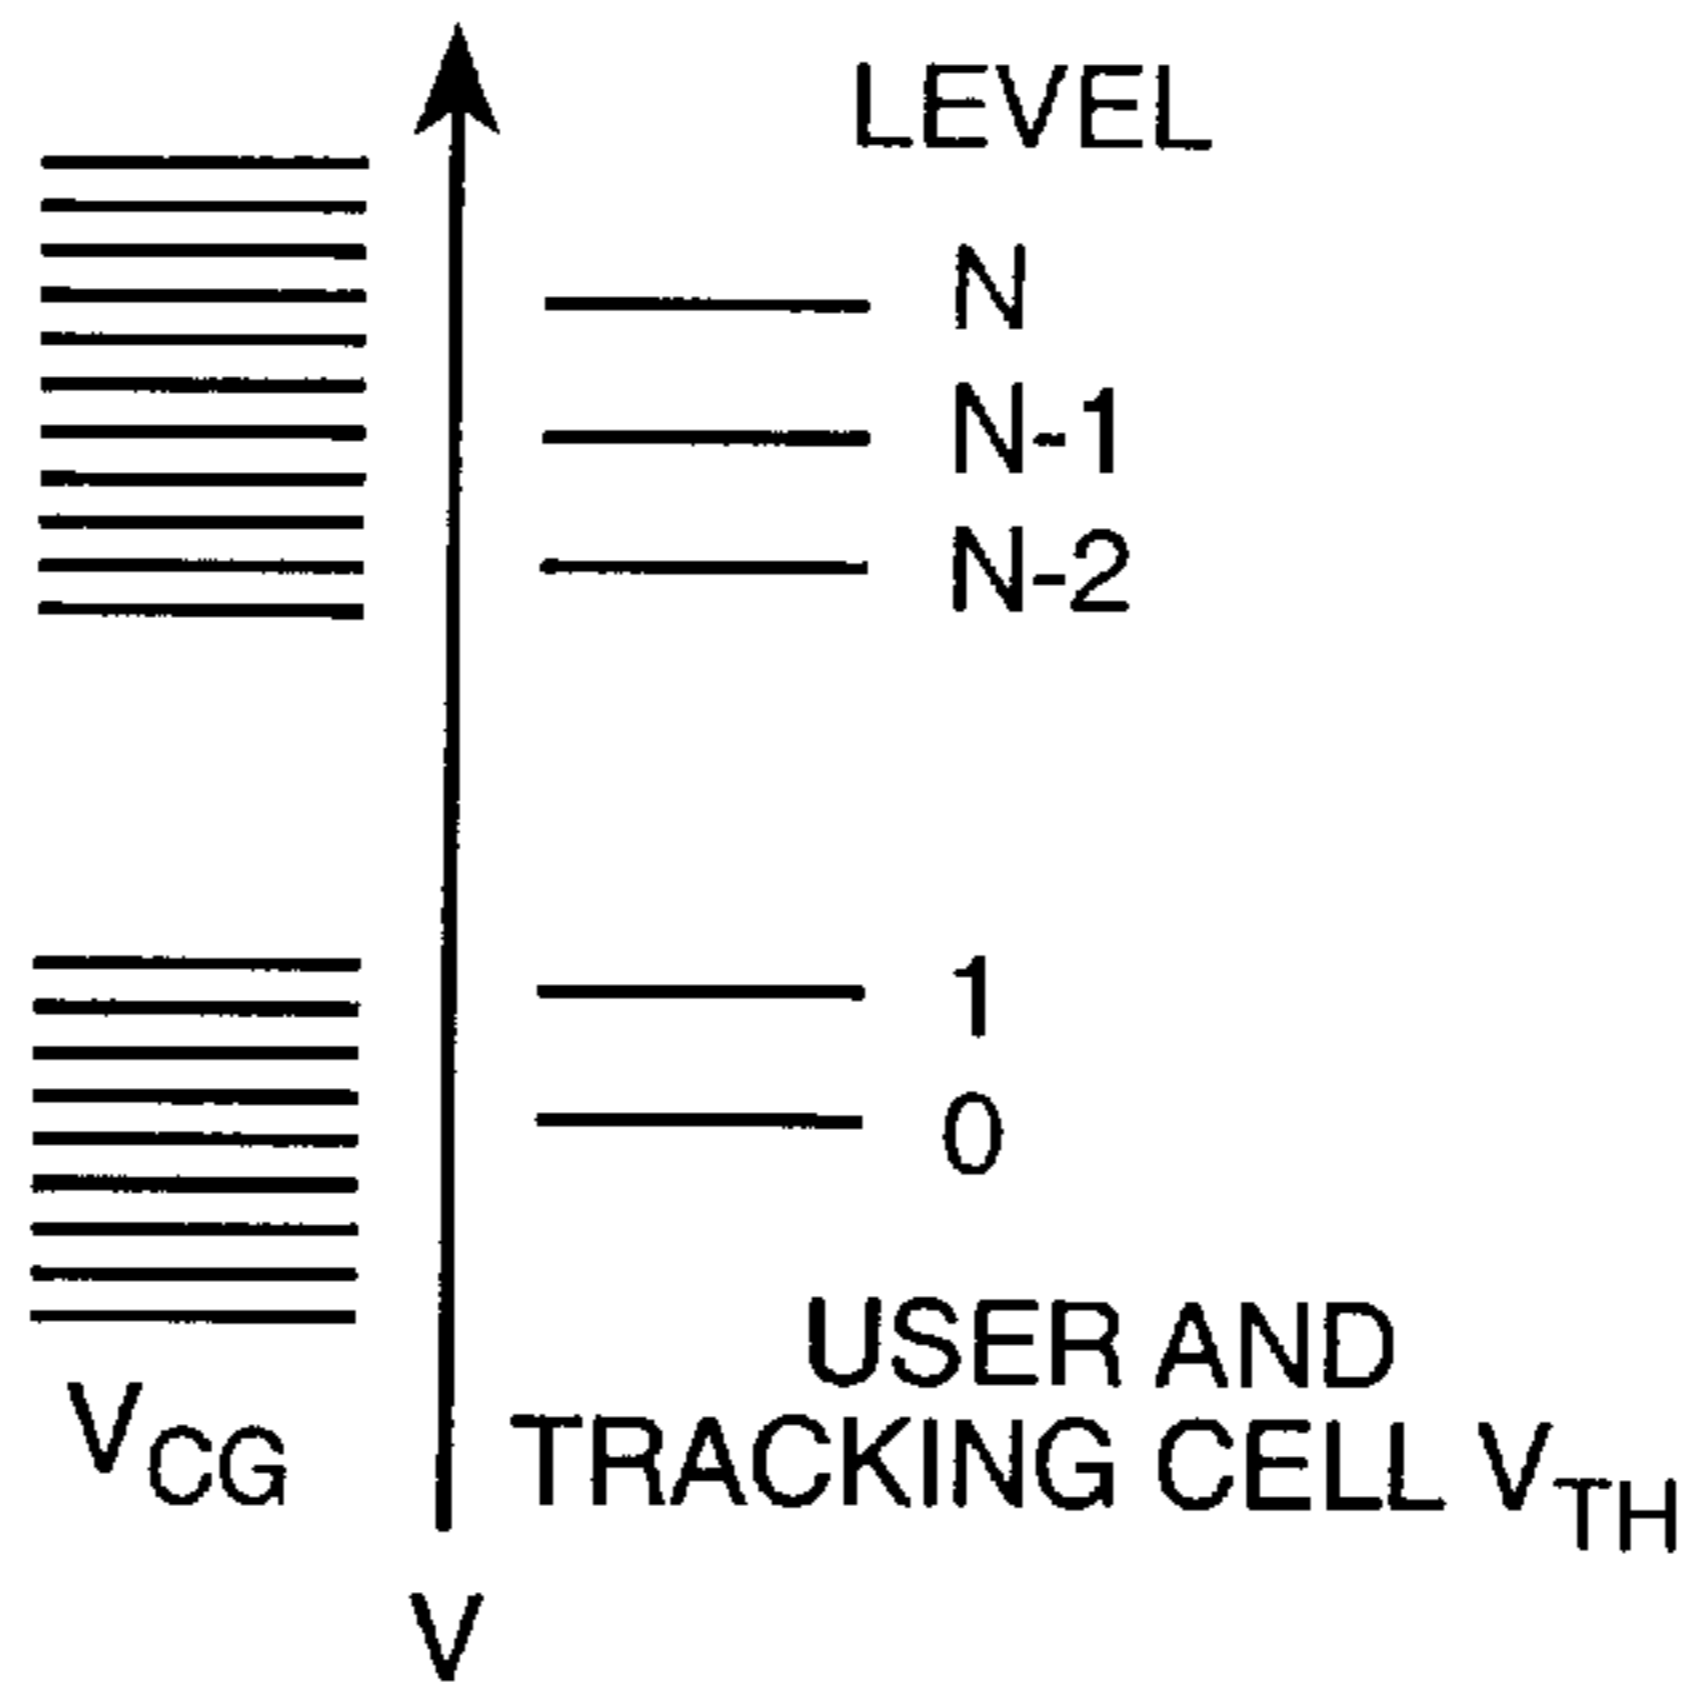 LEVEL
N
N-1
N-2
1
0
USER AND
TRACKING CELL VTH
VCG
V